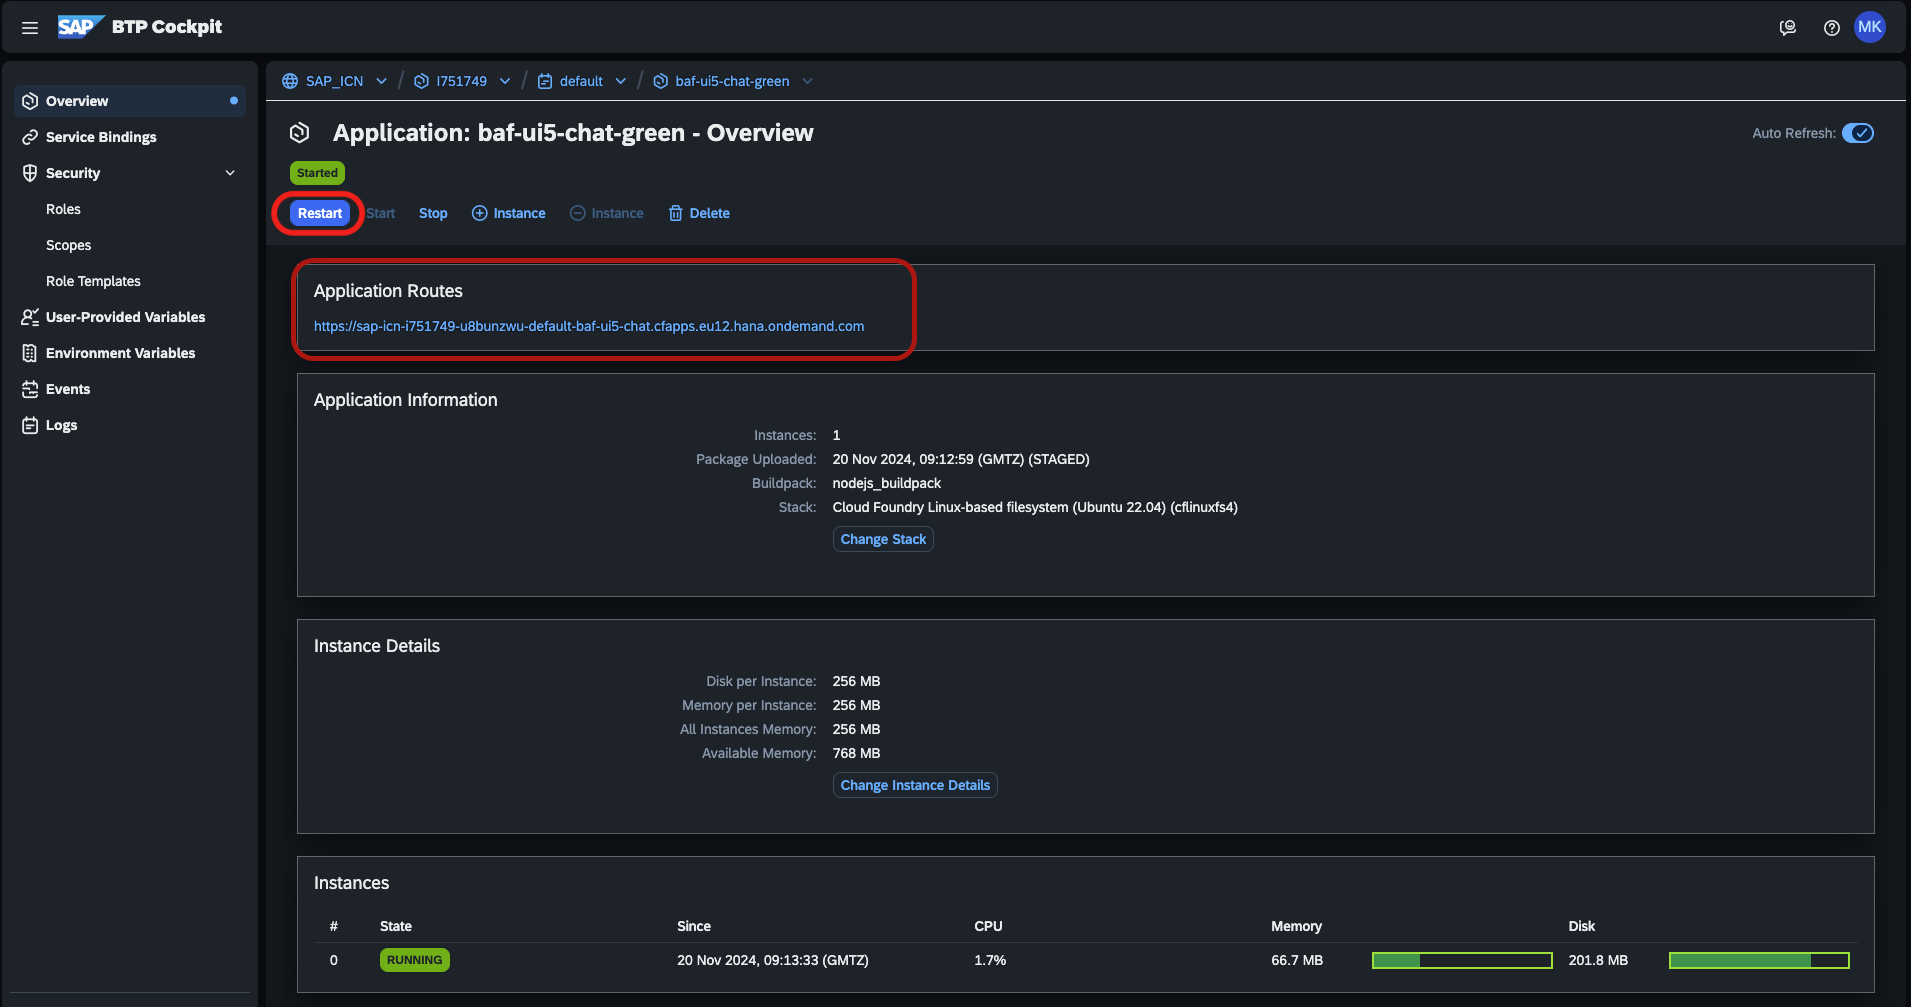 SAP BTP Cockpit
MK
Overview
Service Bindings
Security
Roles
Scopes
Role Templates
User-Provided Variables
Environment Variables
Events
Logs
SAP_ICN / I751749 / default / baf-ui5-chat-green
Application: baf-ui5-chat-green - Overview
Auto Refresh:
Started
Restart Start Stop Instance Instance Delete
Application Routes
https://sap-icn-i751749-u8bunzwu-default-baf-ui5-chat.cfapps.eu12.hana.ondemand.com
Application Information
Instances: 1
Package Uploaded: 20 Nov 2024, 09:12:59 (GMTZ) (STAGED)
Buildpack: nodejs_buildpack
Stack: Cloud Foundry Linux-based filesystem (Ubuntu 22.04) (cflinuxfs4)
Change Stack
Instance Details
Disk per Instance: 256 MB
Memory per Instance: 256 MB
All Instances Memory: 256 MB
Available Memory: 768 MB
Change Instance Details
Instances
# State Since CPU Memory Disk
0 RUNNING 20 Nov 2024, 09:13:33 (GMTZ) 1.7% 66.7 MB 201.8 MB